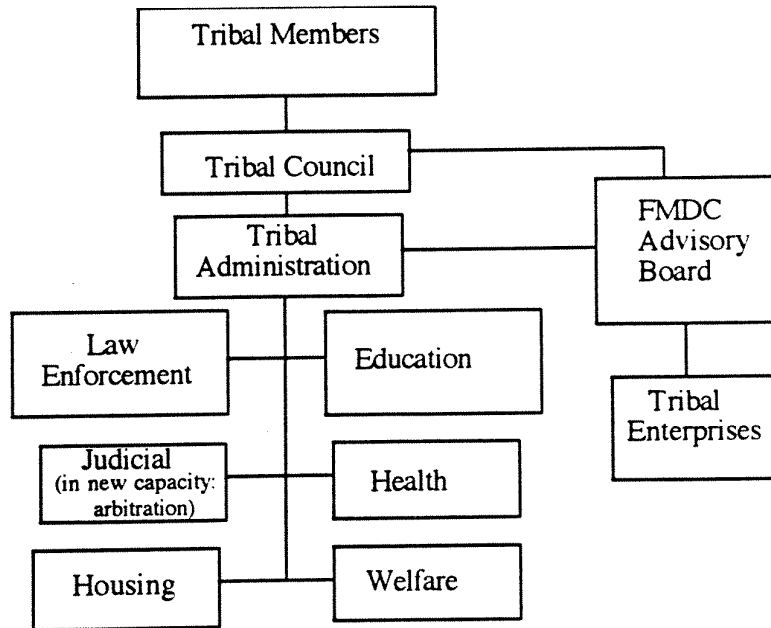 Tribal Members
Tribal Council
Tribal
Administration
FMDC
Advisory
Board
Law
Enforcement
Education
Tribal
Enterprises
Judicial
(in new capacity:
arbitration)
Health
Housing
Welfare